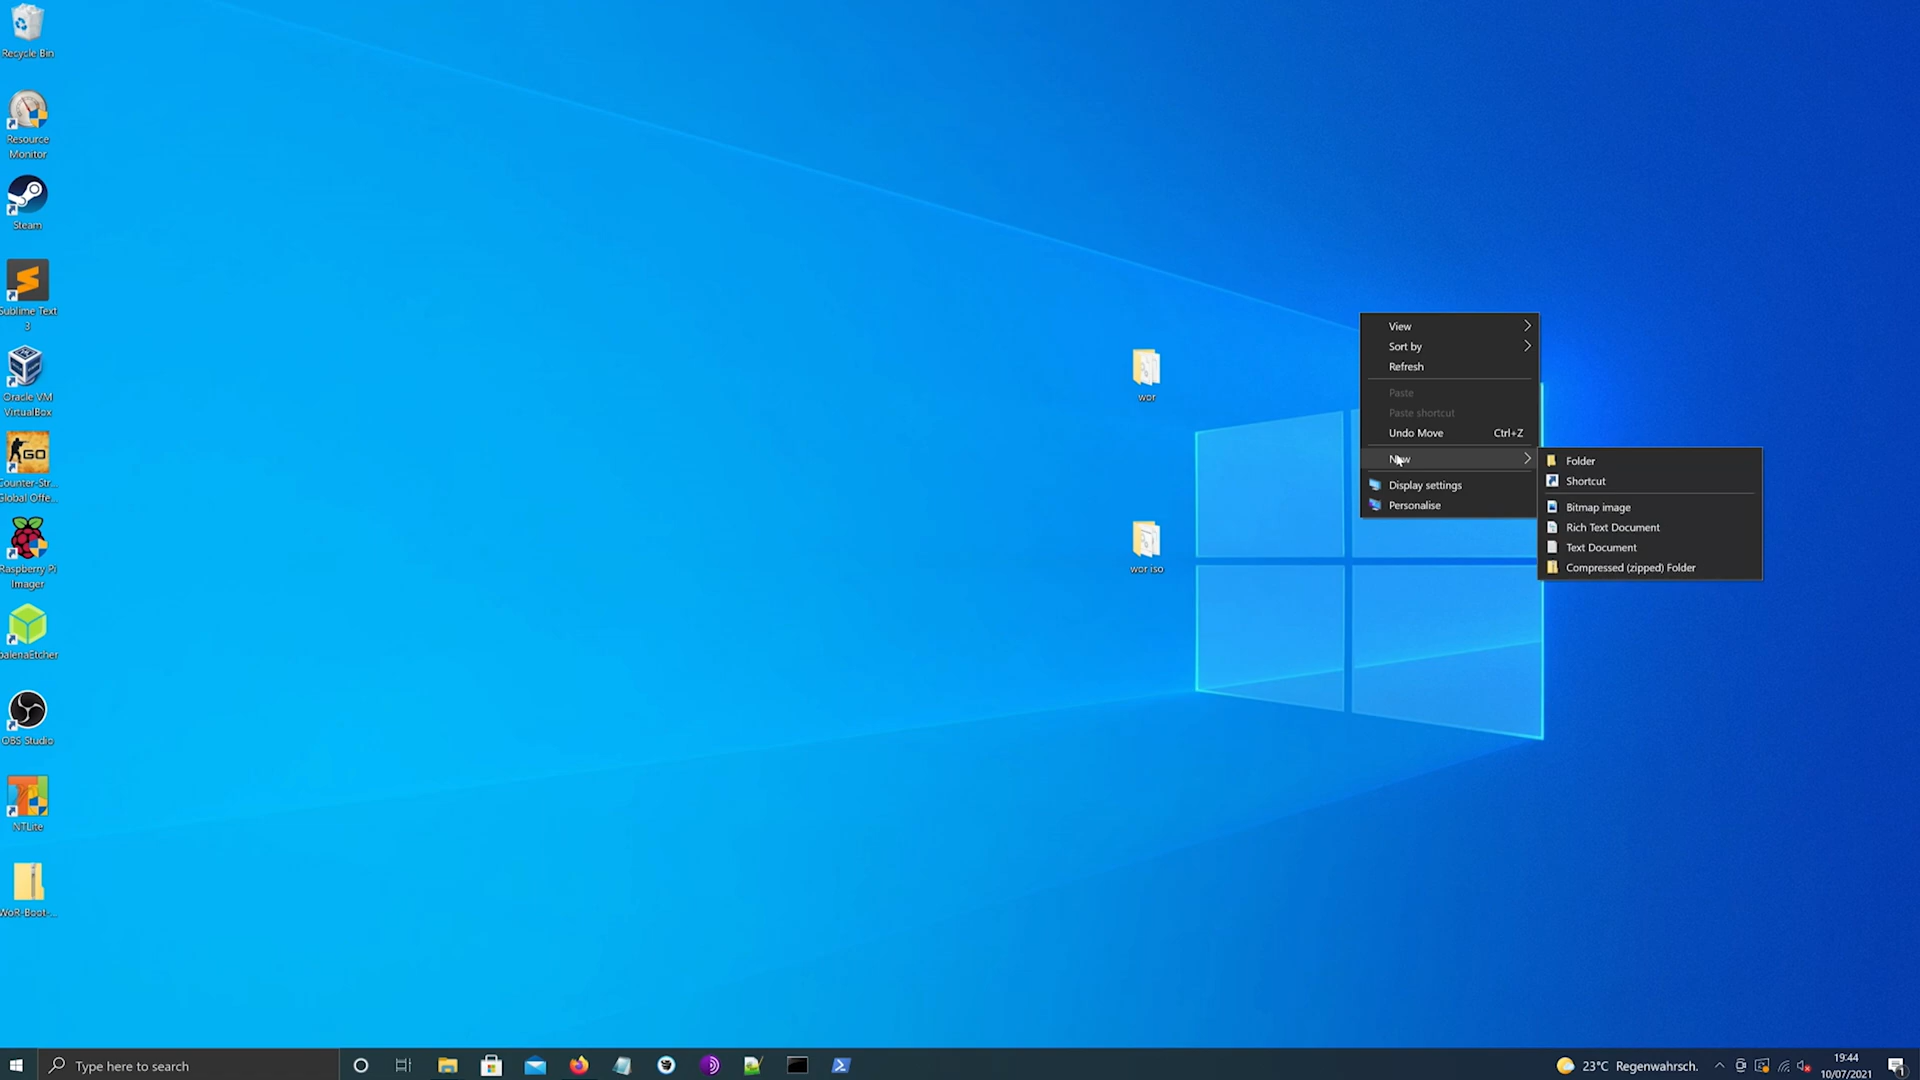 Recycle Bin
Resource
Monitor
Steam
Sublime Text
3
Oracle VM
VirtualBox
GO
Counter-Str...
Global Offe...
Raspberry Pi
Imager
balenaEtcher
OBS Studio
NTLite
WoR-Boot-...
wor
wor iso
View
Sort by
Refresh
Paste
Paste shortcut
Undo Move Ctrl+Z
New
Display settings
Personalise
Folder
Shortcut
Bitmap image
Rich Text Document
Text Document
Compressed (zipped) Folder
Type here to search
23°C Regenwahrsch.
19:44
10/07/2021
1